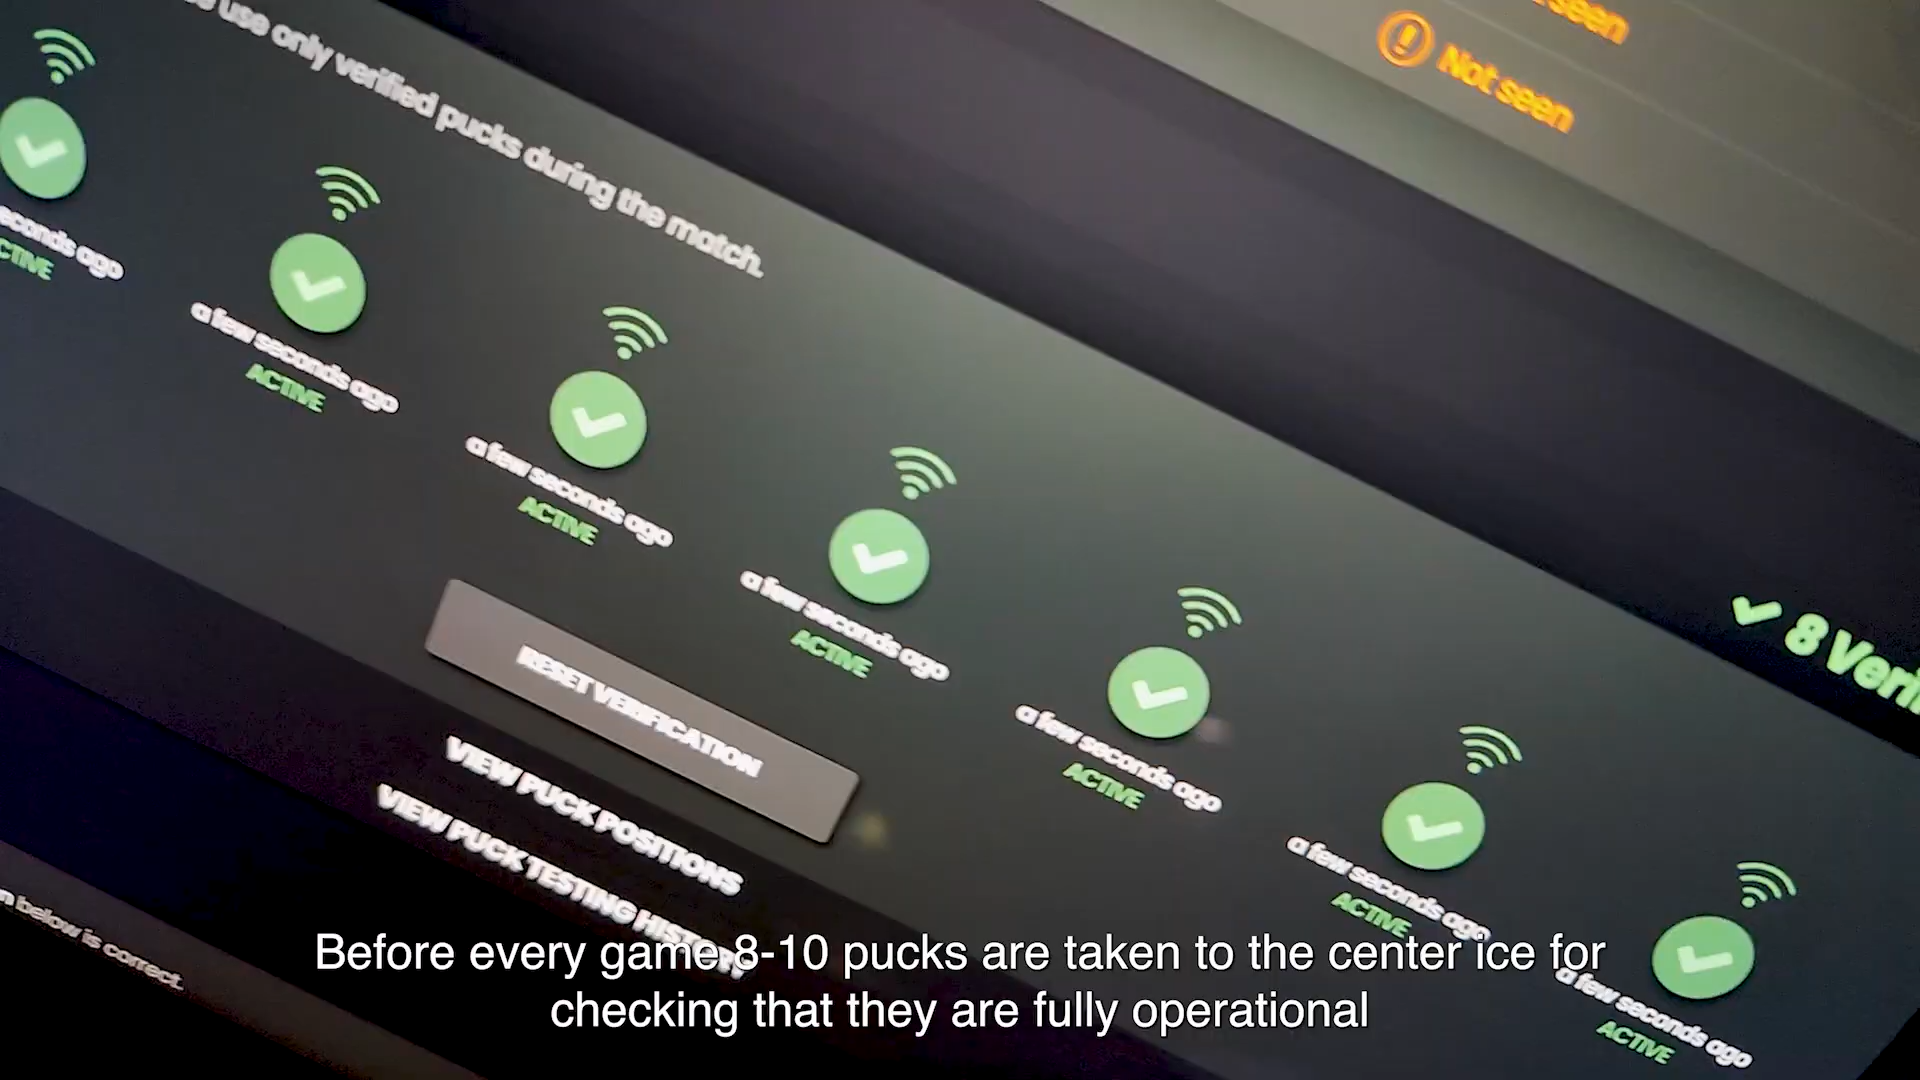 seen
Not seen
use only verified pucks during the match.
8
seconds ago
ACTIVE
a few seconds ago
ACTIVE
a few seconds ago
ACTIVE
a few seconds ago
ACTIVE
a few seconds ago
ACTIVE
a few seconds ago
ACTIVE
a few seconds ago
ACTIVE
RESET VERIFICATION
VIEW PUCK POSITIONS
VIEW PUCK TESTING HISTORY
below is correct.
Before every game 8-10 pucks are taken to the center ice for
checking that they are fully operational